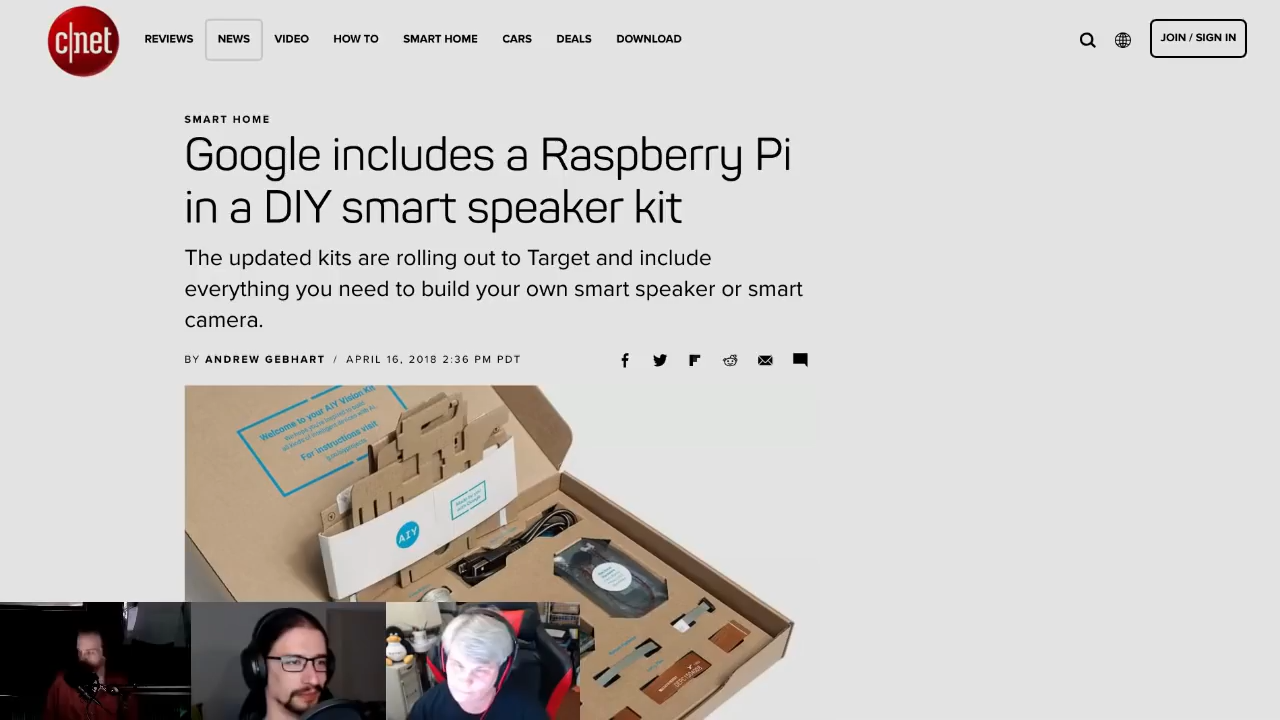 c|net
REVIEWS NEWS VIDEO HOW TO SMART HOME CARS DEALS DOWNLOAD
JOIN / SIGN IN
SMART HOME
Google includes a Raspberry Pi
in a DIY smart speaker kit
The updated kits are rolling out to Target and include
everything you need to build your own smart speaker or smart
camera.
BY ANDREW GEBHART / APRIL 16, 2018 2:36 PM PDT
Welcome to your AIY Vision Kit
For instructions visit
AIY